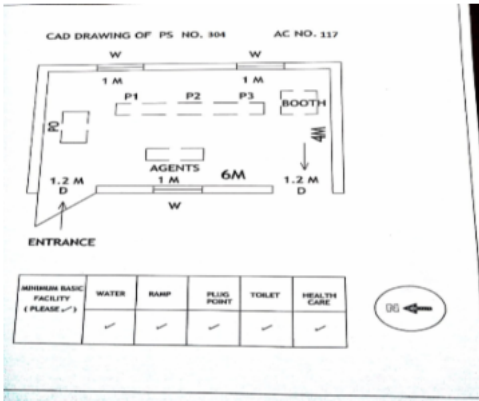 CAD DRAWING OF PS NO. 304 AC NO. 117
W W
1 M 1 M
P1 P2 P3
BOOTH
PO
4M
AGENTS
1.2 M 1 M 6M 1.2 M
D D
W
ENTRANCE
MINIMUM BASIC
FACILITY
( PLEASE ✓ )
WATER RAMP PLUG
POINT TOILET HEALTH
CARE
✓ ✓ ✓ ✓ ✓